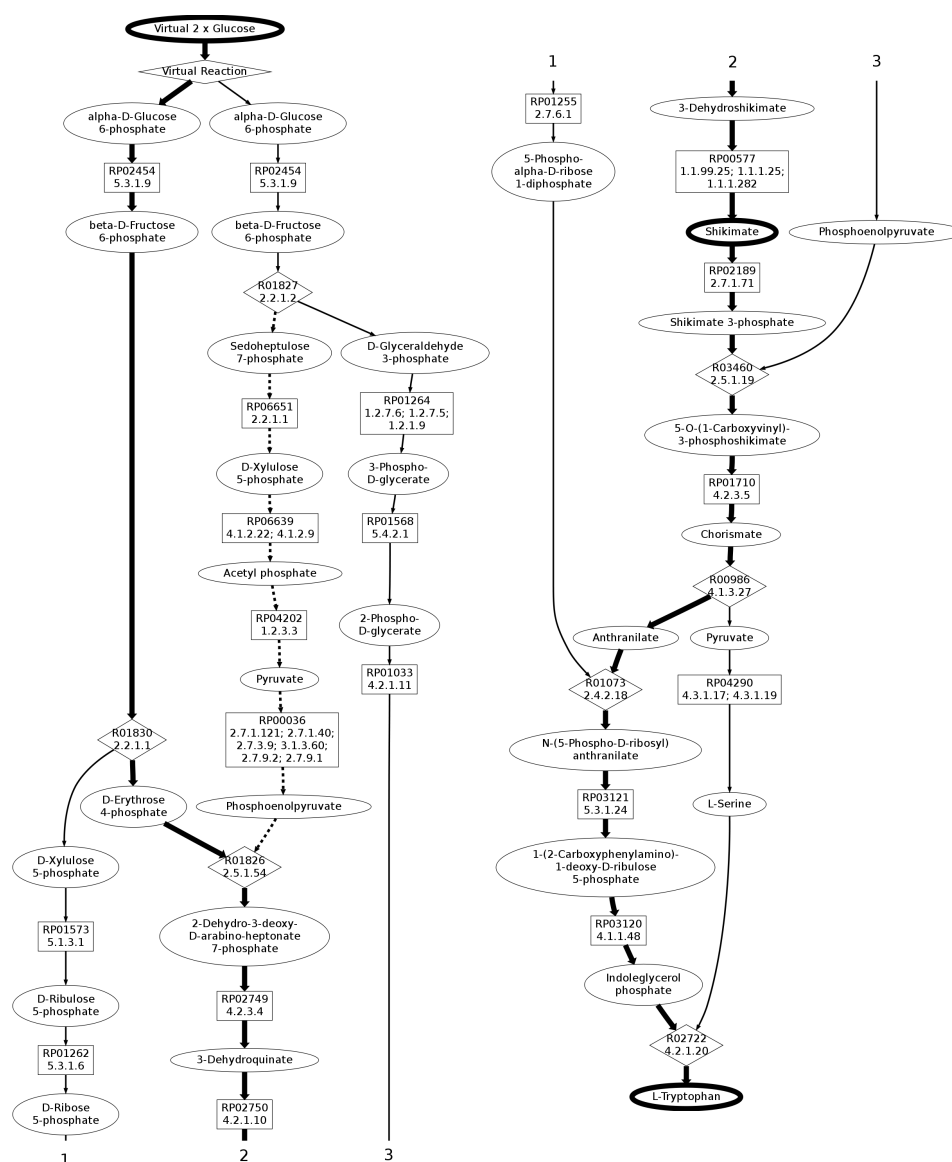 Virtual 2 x Glucose
Virtual Reaction
alpha-D-Glucose
6-phosphate
alpha-D-Glucose
6-phosphate
RP02454
5.3.1.9
RP02454
5.3.1.9
beta-D-Fructose
6-phosphate
beta-D-Fructose
6-phosphate
R01827
2.2.1.2
Sedoheptulose
7-phosphate
D-Glyceraldehyde
3-phosphate
RP06651
2.2.1.1
RP01264
1.2.7.6; 1.2.7.5;
1.2.1.9
D-Xylulose
5-phosphate
3-Phospho-
D-glycerate
RP06639
4.1.2.22; 4.1.2.9
RP01568
5.4.2.1
Acetyl phosphate
RP04202
1.2.3.3
2-Phospho-
D-glycerate
Pyruvate
RP01033
4.2.1.11
RP00036
2.7.1.121; 2.7.1.40;
2.7.3.9; 3.1.3.60;
2.7.9.2; 2.7.9.1
R01830
2.2.1.1
D-Erythrose
4-phosphate
Phosphoenolpyruvate
D-Xylulose
5-phosphate
R01826
2.5.1.54
RP01573
5.1.3.1
2-Dehydro-3-deoxy-
D-arabino-heptonate
7-phosphate
D-Ribulose
5-phosphate
RP02749
4.2.3.4
RP01262
5.3.1.6
3-Dehydroquinate
D-Ribose
5-phosphate
RP02750
4.2.1.10
1
2
3
1
2
3
RP01255
2.7.6.1
3-Dehydroshikimate
5-Phospho-
alpha-D-ribose
1-diphosphate
RP00577
1.1.99.25; 1.1.1.25;
1.1.1.282
Shikimate
Phosphoenolpyruvate
RP02189
2.7.1.71
Shikimate 3-phosphate
R03460
2.5.1.19
5-O-(1-Carboxyvinyl)-
3-phosphoshikimate
RP01710
4.2.3.5
Chorismate
R00986
4.1.3.27
Anthranilate
Pyruvate
R01073
2.4.2.18
RP04290
4.3.1.17; 4.3.1.19
N-(5-Phospho-D-ribosyl)
anthranilate
RP03121
5.3.1.24
L-Serine
1-(2-Carboxyphenylamino)-
1-deoxy-D-ribulose
5-phosphate
RP03120
4.1.1.48
Indoleglycerol
phosphate
R02722
4.2.1.20
L-Tryptophan